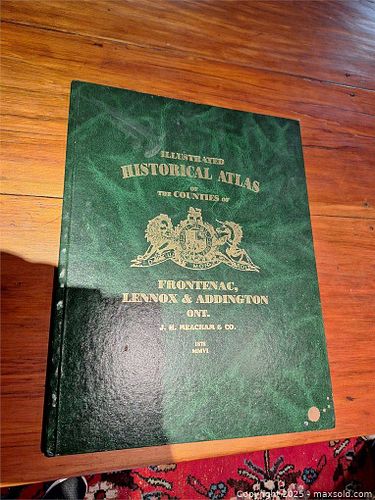 ILLUSTRATED
HISTORICAL ATLAS
OF
THE COUNTIES OF
FRONTENAC,
LENNOX & ADDINGTON
ONT.
J. H. MEACHAM & CO.
1878
MMVI
Copyright 2025 - maxsold.com